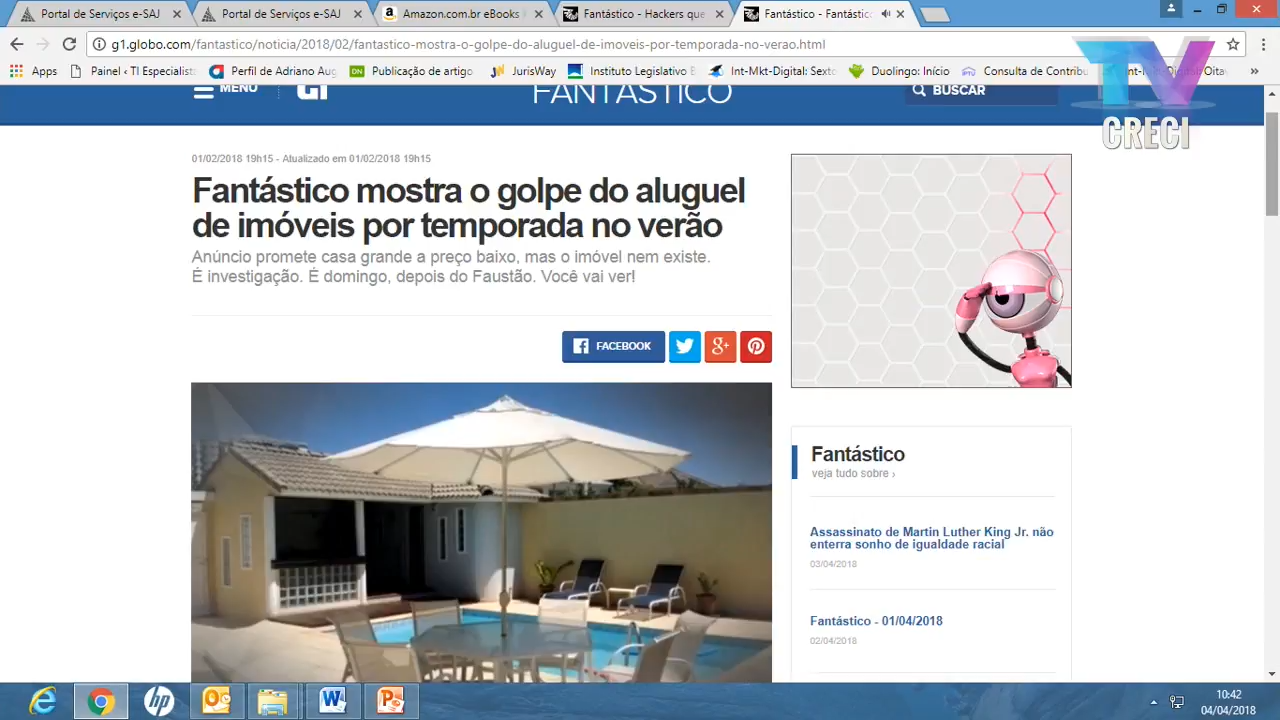 Portal de Serviços e-SAJ
Portal de Serviços e-SAJ
Amazon.com.br eBooks
Fantástico - Hackers que
Fantástico - Fantástic
g1.globo.com/fantastico/noticia/2018/02/fantastico-mostra-o-golpe-do-aluguel-de-imoveis-por-temporada-no-verao.html
Apps
Painel ‹ TI Especialis
Perfil de Adriano Aug
DN
Publicação de artigo
JurisWay
Instituto Legislativo B
Int-Mkt-Digital: Sexto
Duolingo: Início
Consulta de Contribu
»
TV
CRECI
MENU
G1
FANTÁSTICO
BUSCAR
01/02/2018 19h15 - Atualizado em 01/02/2018 19h15
Fantástico mostra o golpe do aluguel
de imóveis por temporada no verão
Anúncio promete casa grande a preço baixo, mas o imóvel nem existe.
É investigação. É domingo, depois do Faustão. Você vai ver!
FACEBOOK
Fantástico
veja tudo sobre ›
Assassinato de Martin Luther King Jr. não
enterra sonho de igualdade racial
03/04/2018
Fantástico - 01/04/2018
02/04/2018
10:42
04/04/2018